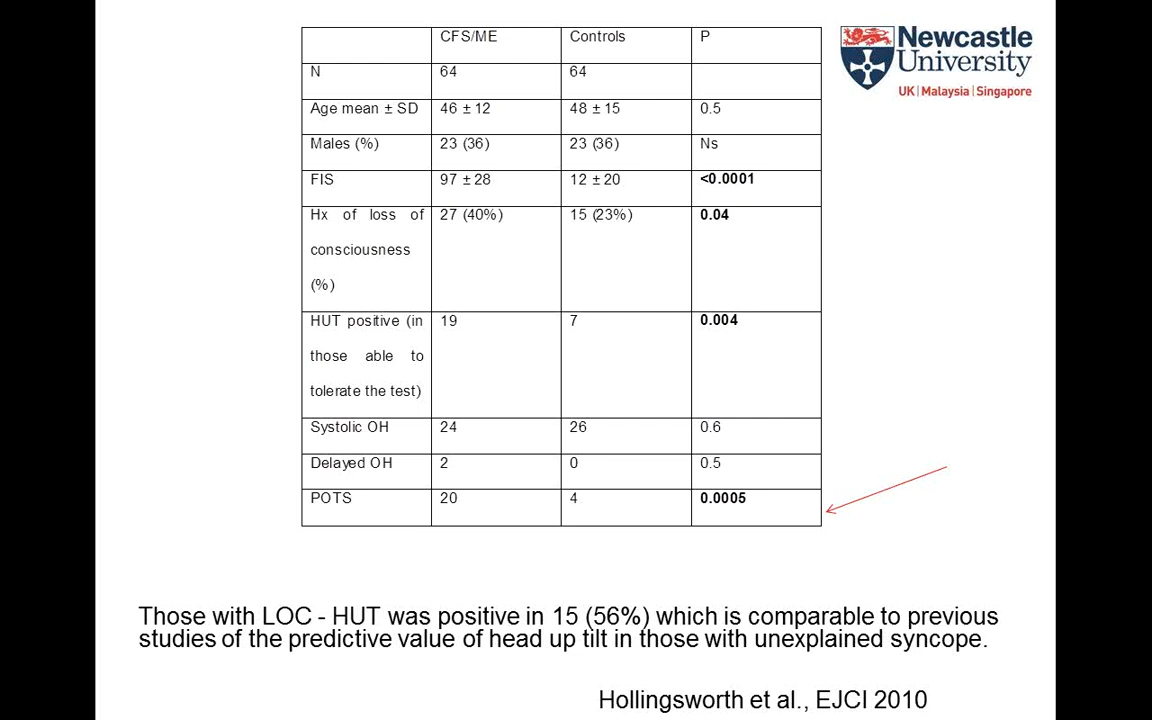 CFS/ME Controls P
N 64 64
Age mean ± SD 46 ± 12 48 ± 15 0.5
Males (%) 23 (36) 23 (36) Ns
FIS 97 ± 28 12 ± 20 <0.0001
Hx of loss of 27 (40%) 15 (23%) 0.04
consciousness
(%)
HUT positive (in 19 7 0.004
those able to
tolerate the test)
Systolic OH 24 26 0.6
Delayed OH 2 0 0.5
POTS 20 4 0.0005
Newcastle
University
UK | Malaysia | Singapore
Those with LOC - HUT was positive in 15 (56%) which is comparable to previous
studies of the predictive value of head up tilt in those with unexplained syncope.
Hollingsworth et al., EJCI 2010